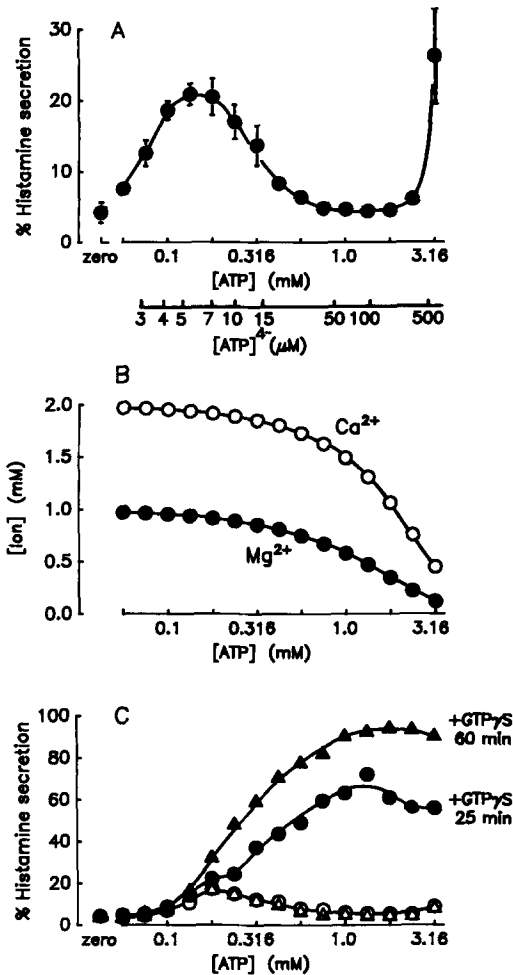 A
30
20
10
0
% Histamine secretion
zero 0.1 0.316 1.0 3.16
[ATP] (mM)
3 4 5 7 10 15 50 100 500
[ATP]4-(μM)
B
2.0
1.5
1.0
0.5
0.0
[Ion] (mM)
Ca2+
Mg2+
0.1 0.316 1.0 3.16
[ATP] (mM)
C
100
80
60
40
20
0
% Histamine secretion
+GTPγS
60 min
+GTPγS
25 min
zero 0.1 0.316 1.0 3.16
[ATP] (mM)